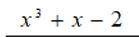 x³ + x − 2